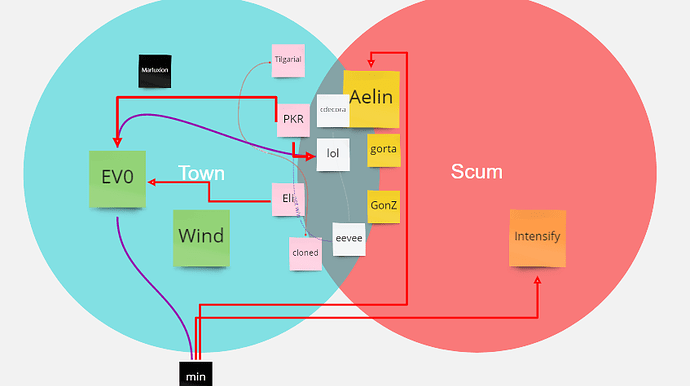 Tilgarial
Marluxion
Aelin
cdecora
PKR
lol
gorta
EV0
Town
Scum
Eli
GonZ
Wind
eevee
Intensify
cloned
min